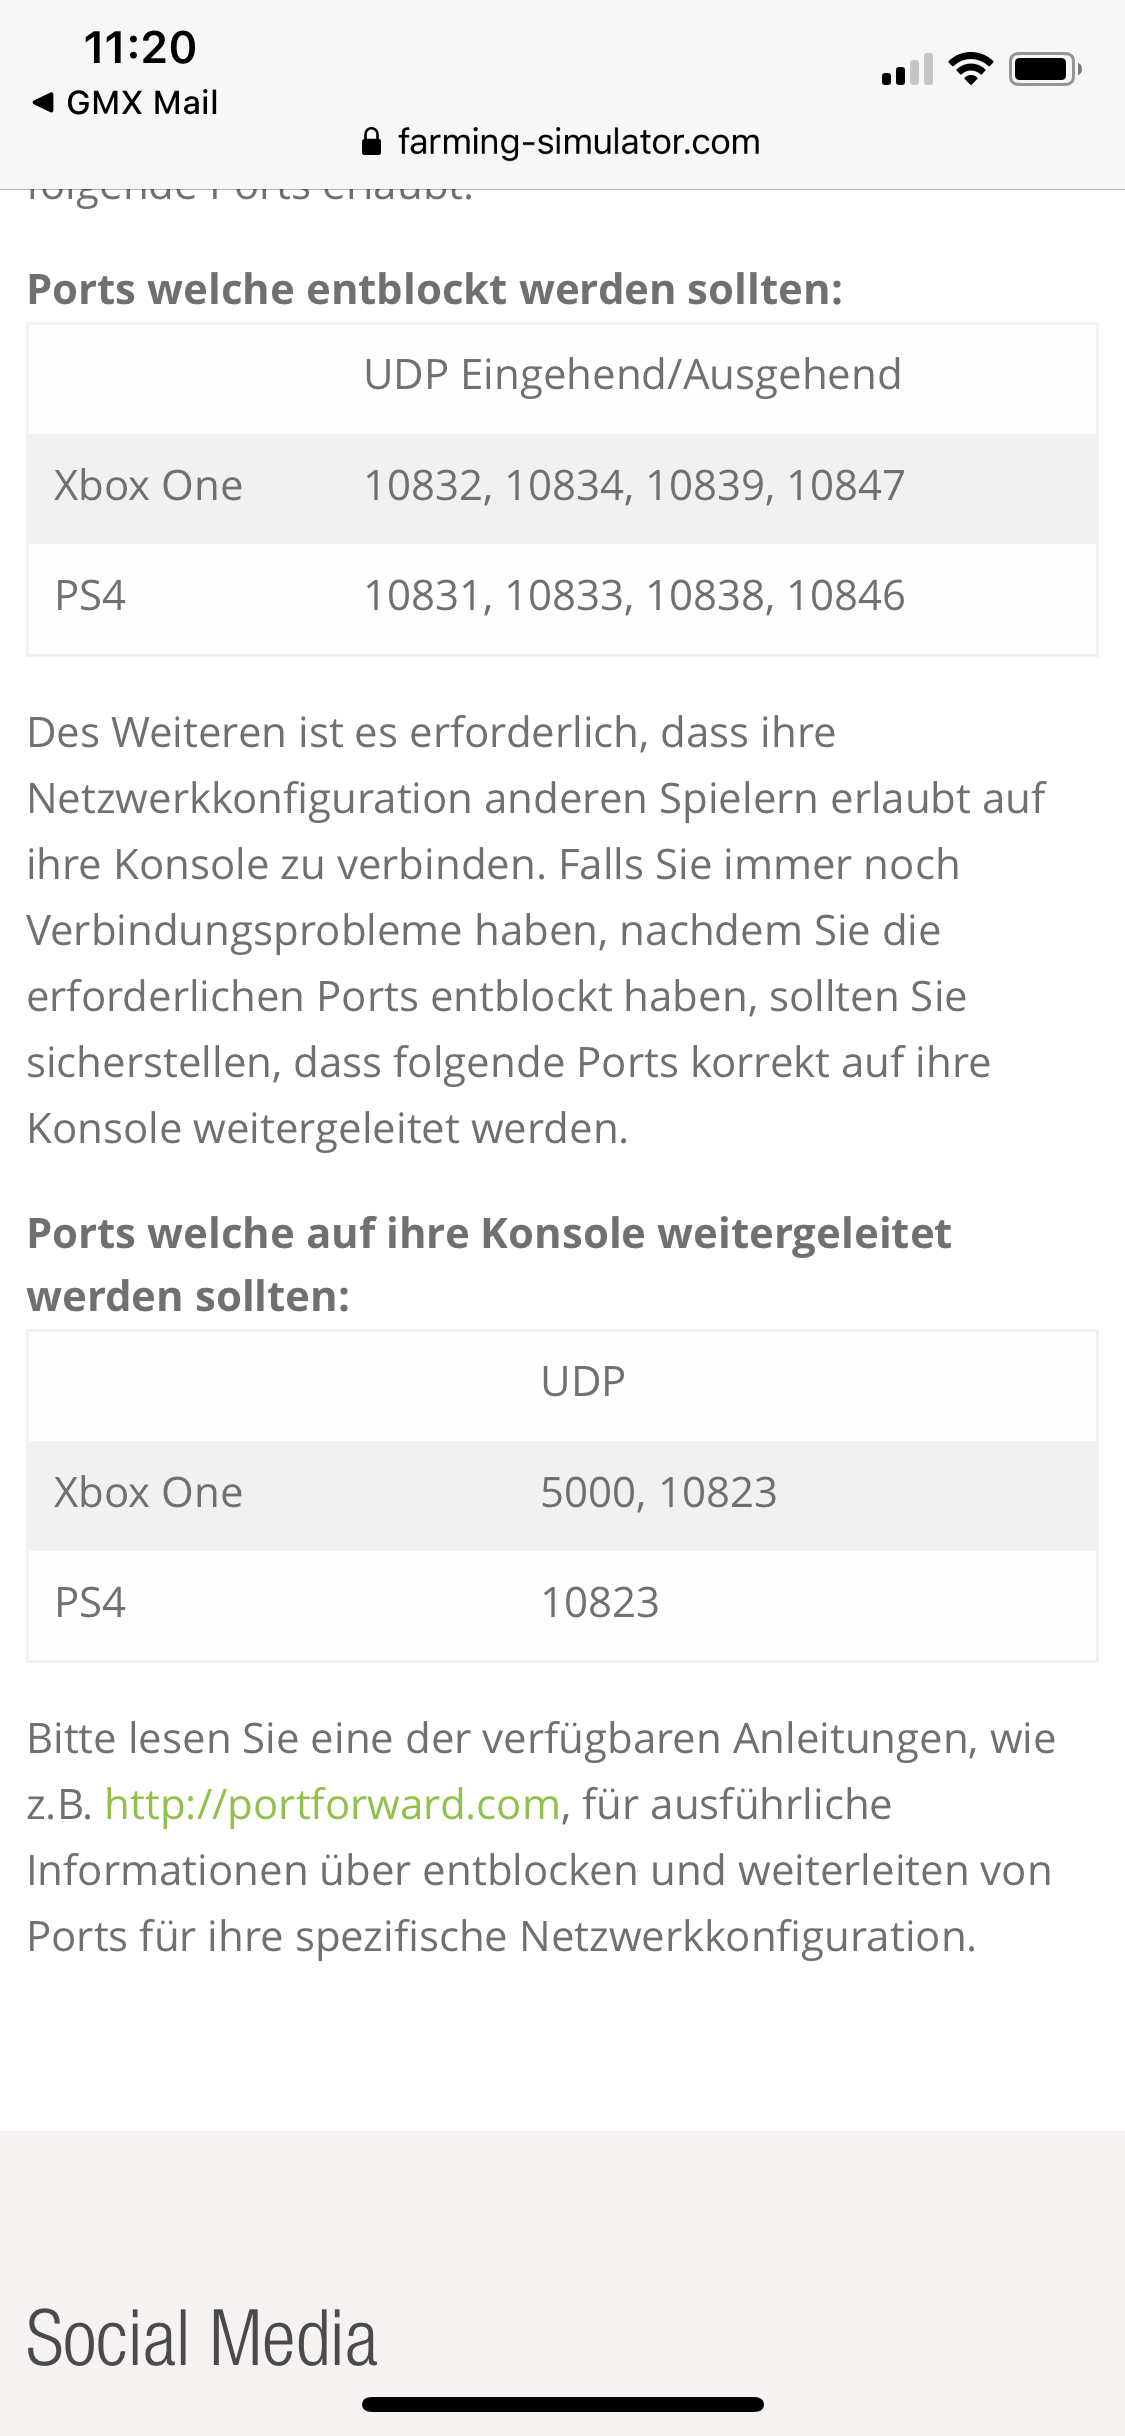 11:20
GMX Mail
farming-simulator.com
folgende Ports erlaubt:
Ports welche entblockt werden sollten:
UDP Eingehend/Ausgehend
Xbox One 10832, 10834, 10839, 10847
PS4 10831, 10833, 10838, 10846
Des Weiteren ist es erforderlich, dass ihre
Netzwerkkonfiguration anderen Spielern erlaubt auf
ihre Konsole zu verbinden. Falls Sie immer noch
Verbindungsprobleme haben, nachdem Sie die
erforderlichen Ports entblockt haben, sollten Sie
sicherstellen, dass folgende Ports korrekt auf ihre
Konsole weitergeleitet werden.
Ports welche auf ihre Konsole weitergeleitet
werden sollten:
UDP
Xbox One 5000, 10823
PS4 10823
Bitte lesen Sie eine der verfügbaren Anleitungen, wie
z.B. http://portforward.com, für ausführliche
Informationen über entblocken und weiterleiten von
Ports für ihre spezifische Netzwerkkonfiguration.
Social Media